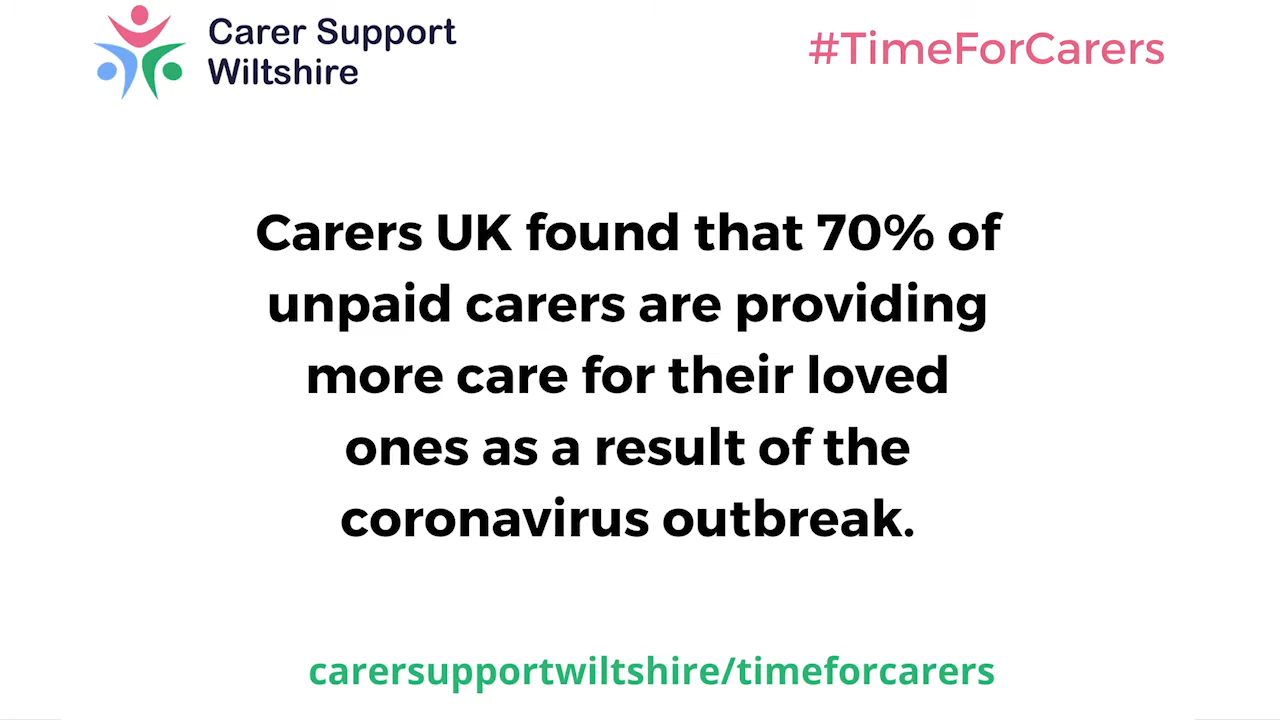 Carer Support
Wiltshire
#TimeForCarers
Carers UK found that 70% of
unpaid carers are providing
more care for their loved
ones as a result of the
coronavirus outbreak.
carersupportwiltshire/timeforcarers